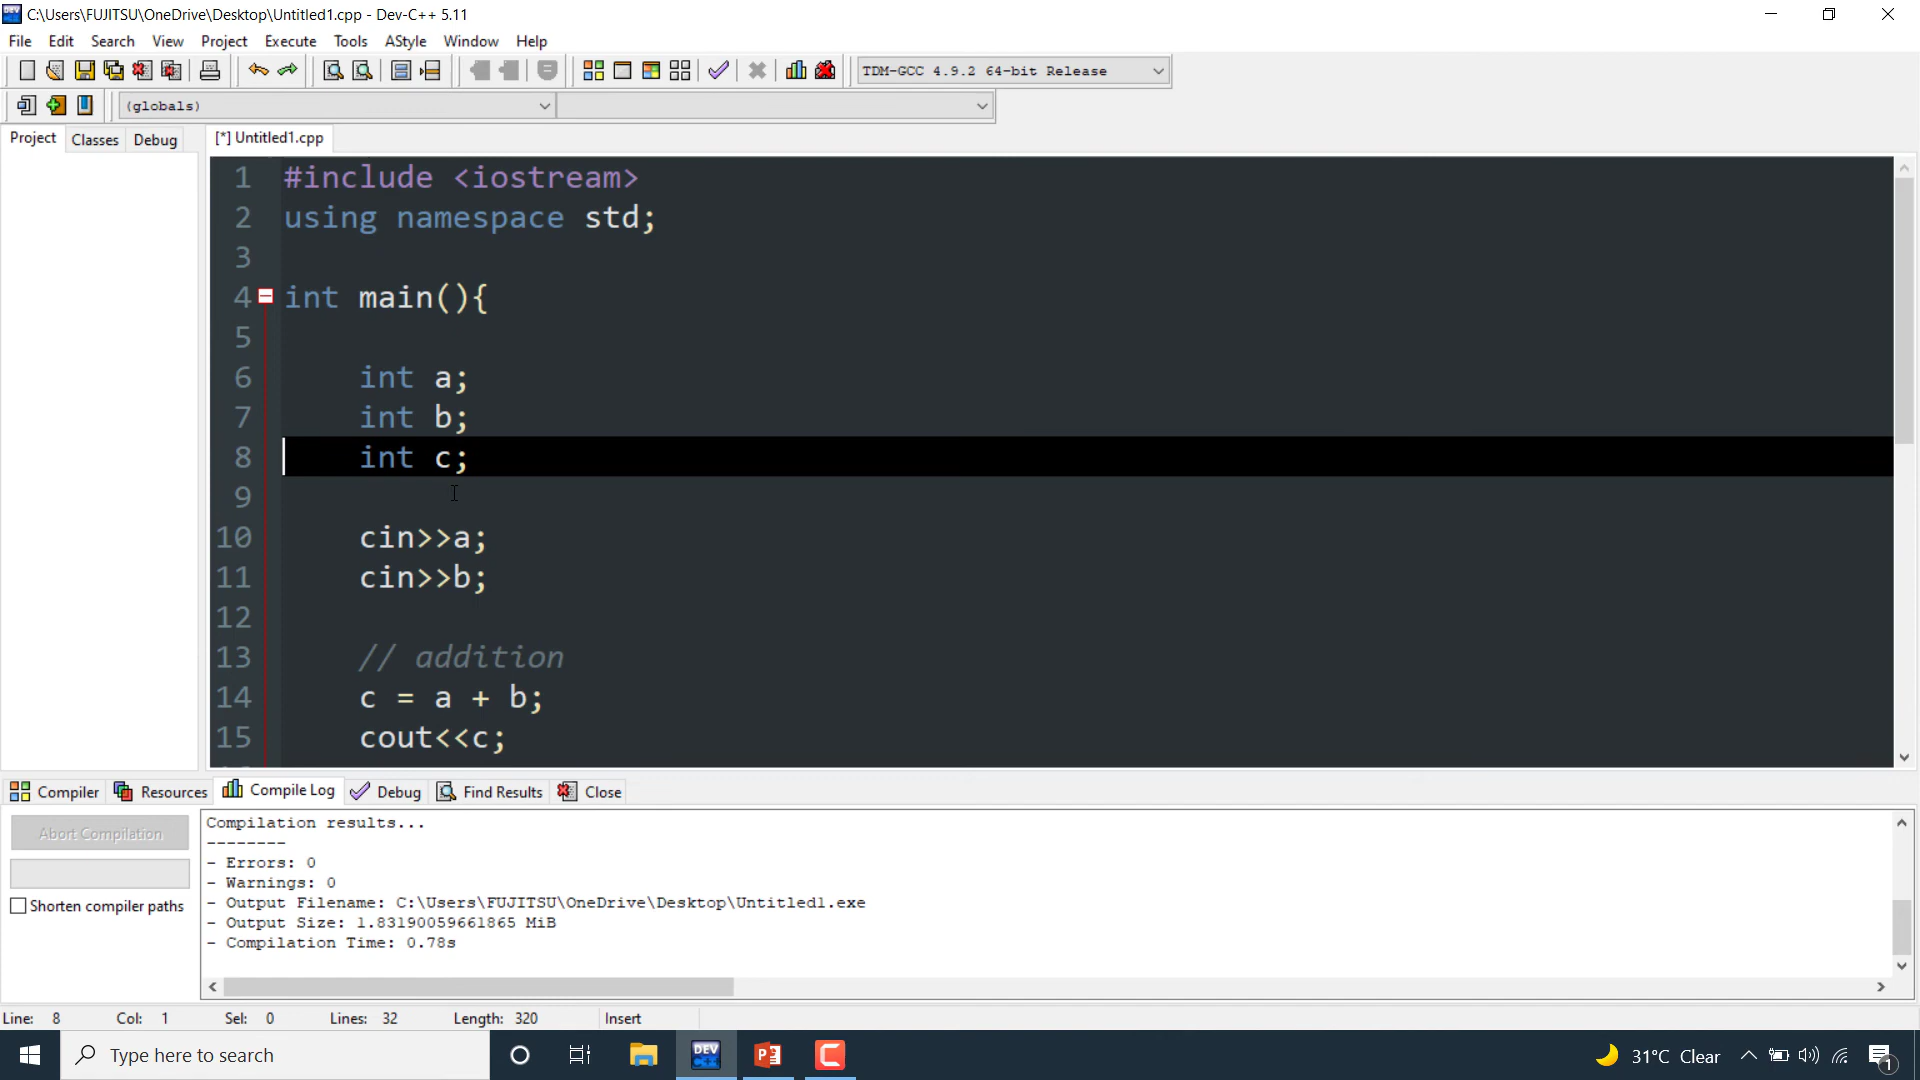 C:\Users\FUJITSU\OneDrive\Desktop\Untitled1.cpp - Dev-C++ 5.11
File Edit Search View Project Execute Tools AStyle Window Help
TDM-GCC 4.9.2 64-bit Release
(globals)
Project Classes Debug [*] Untitled1.cpp
1 #include <iostream>
2 using namespace std;
3
4 int main(){
5
6 int a;
7 int b;
8 int c;
9
10 cin>>a;
11 cin>>b;
12
13 // addition
14 c = a + b;
15 cout<<c;
Compiler Resources Compile Log Debug Find Results Close
Abort Compilation
Shorten compiler paths
Compilation results...
--------
- Errors: 0
- Warnings: 0
- Output Filename: C:\Users\FUJITSU\OneDrive\Desktop\Untitled1.exe
- Output Size: 1.83190059661865 MiB
- Compilation Time: 0.78s
Line: 8 Col: 1 Sel: 0 Lines: 32 Length: 320 Insert
Type here to search
DEV
31°C Clear
1